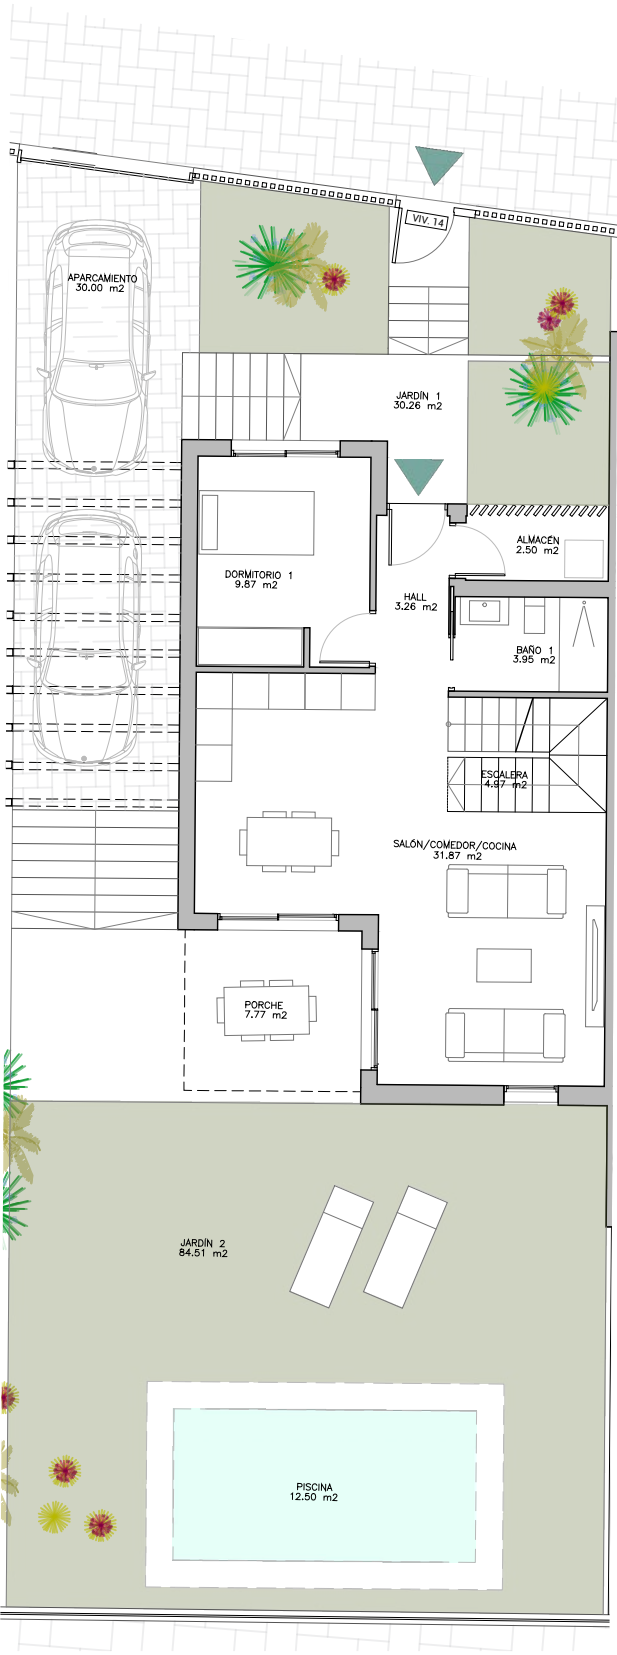 VIV. 14
APARCAMIENTO
30.00 m2
JARDÍN 1
30.26 m2
ALMACÉN
2.50 m2
DORMITORIO 1
9.87 m2
HALL
3.26 m2
BAÑO 1
3.95 m2
ESCALERA
4.97 m2
SALÓN/COMEDOR/COCINA
31.87 m2
PORCHE
7.77 m2
JARDÍN 2
84.51 m2
PISCINA
12.50 m2